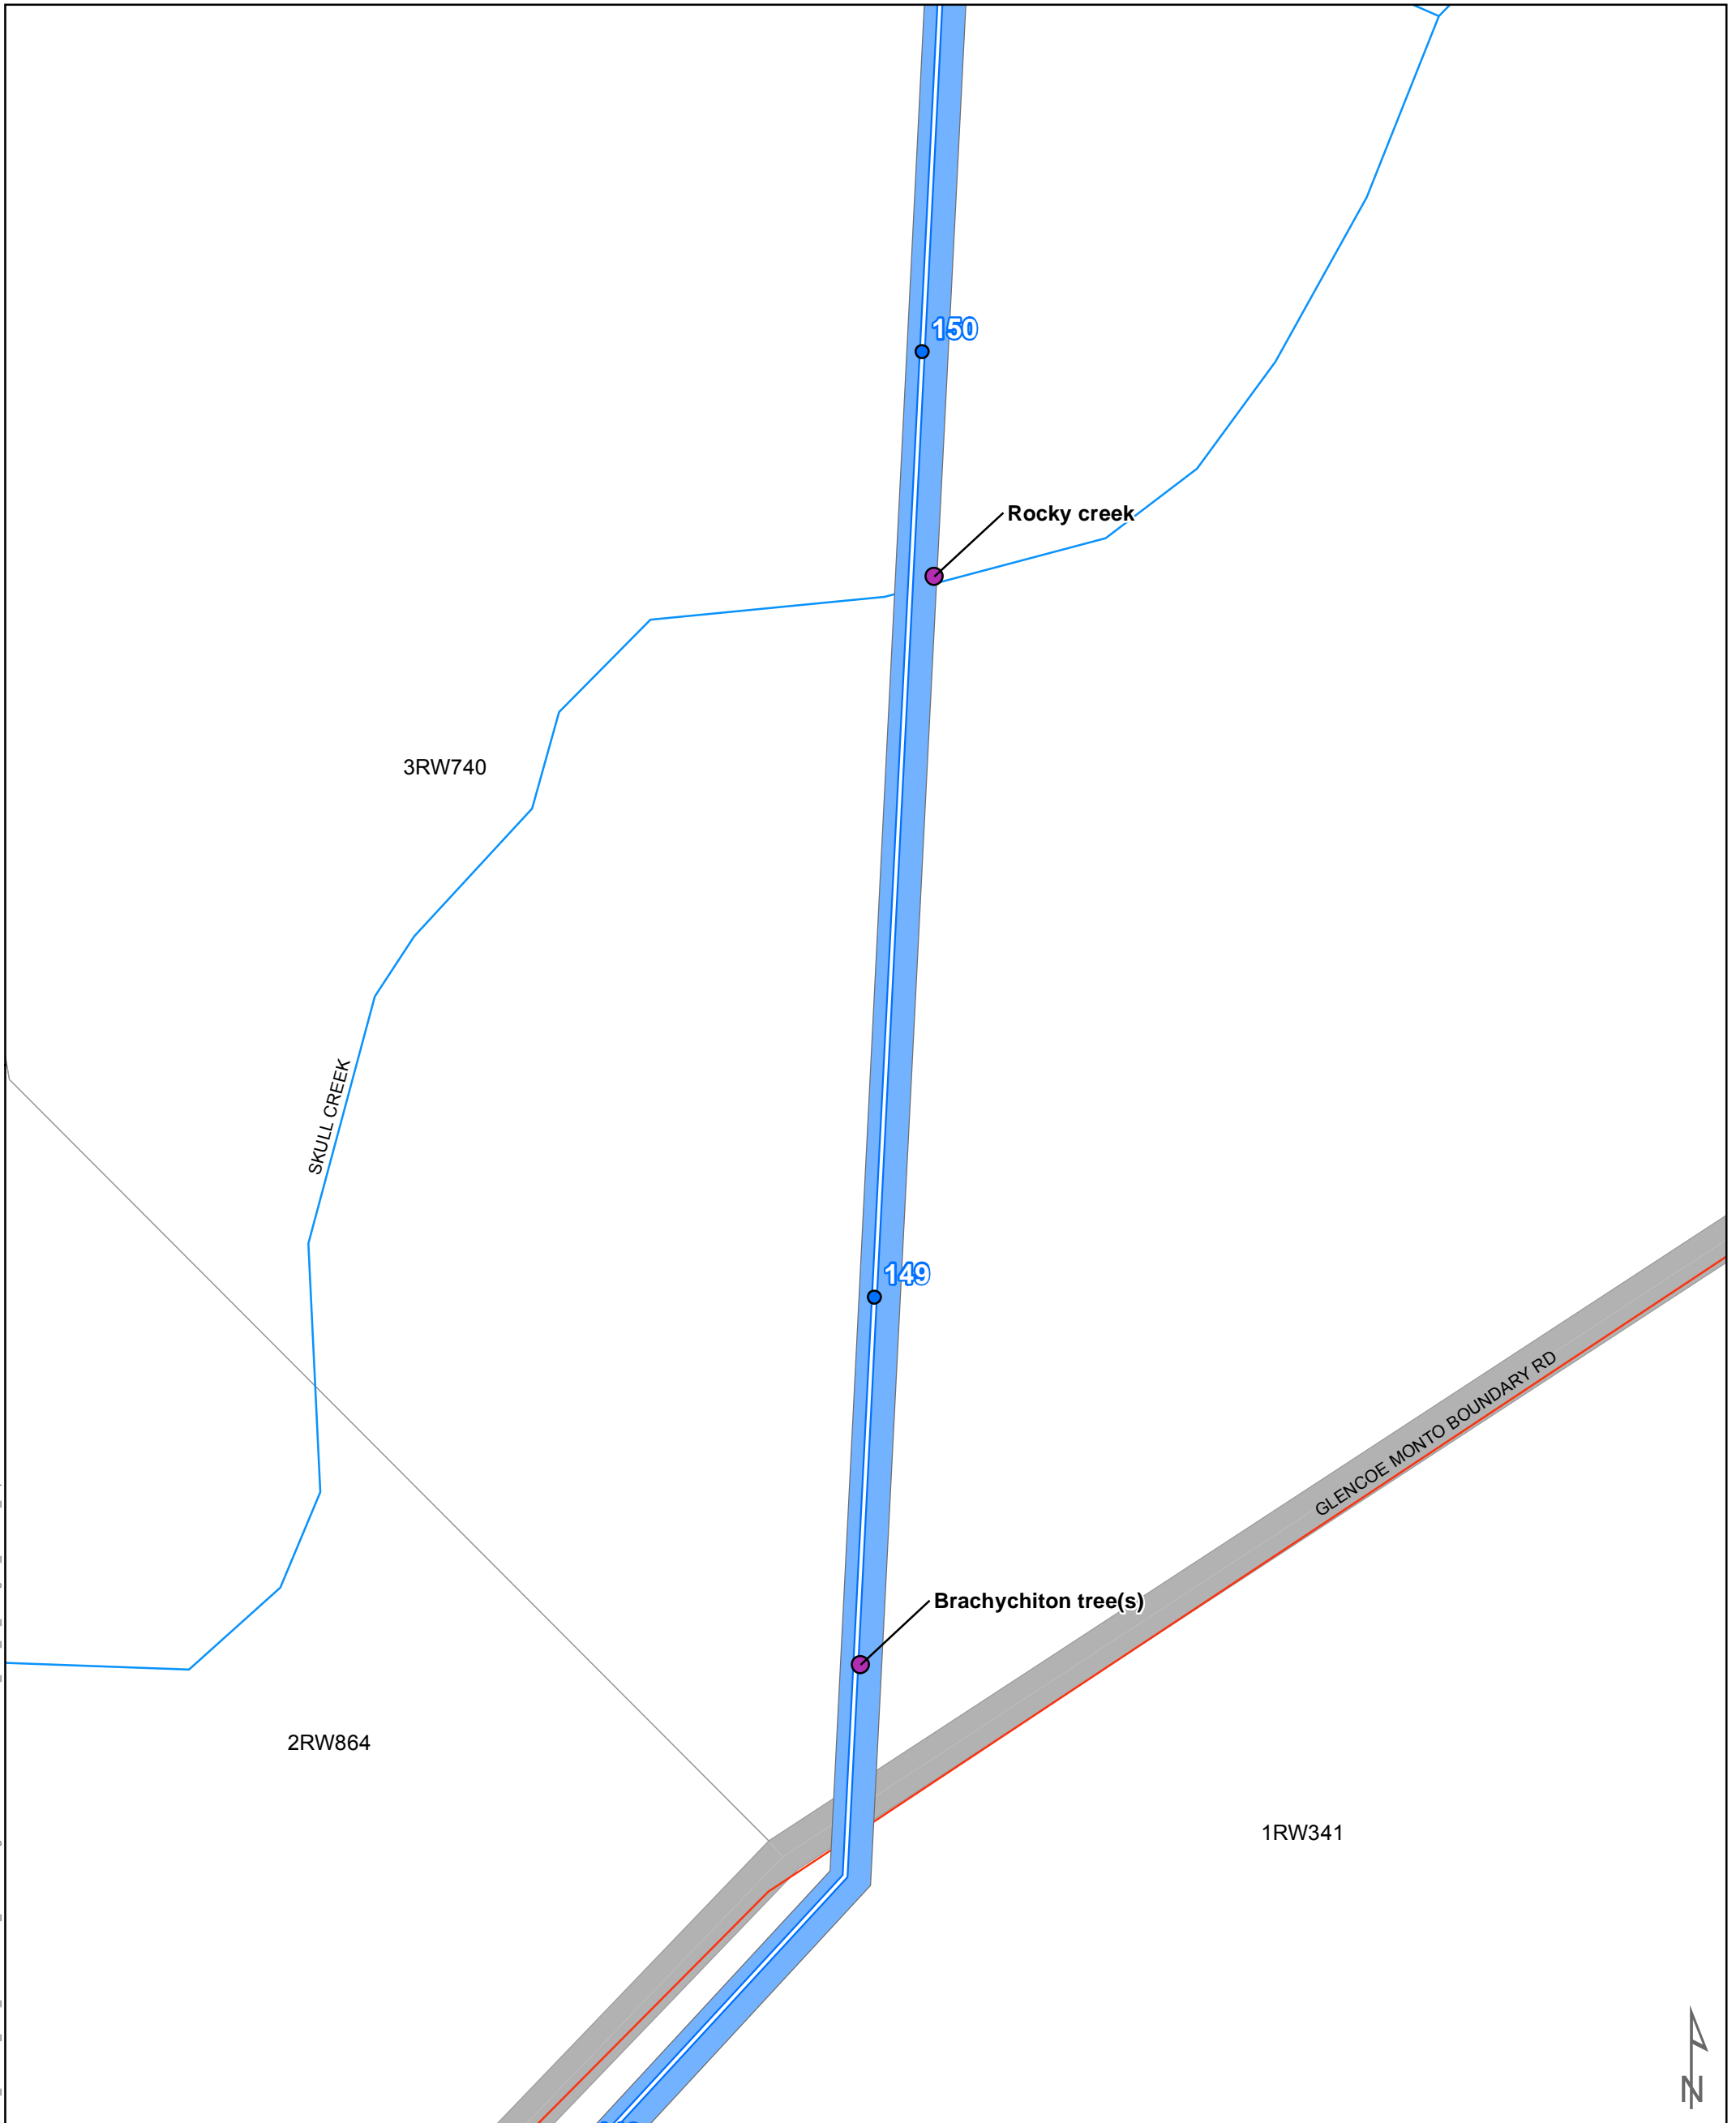 150
Rocky creek
3RW740
SKULL CREEK
149
GLENCOE MONTO BOUNDARY RD
Brachychiton tree(s)
2RW864
1RW341
N